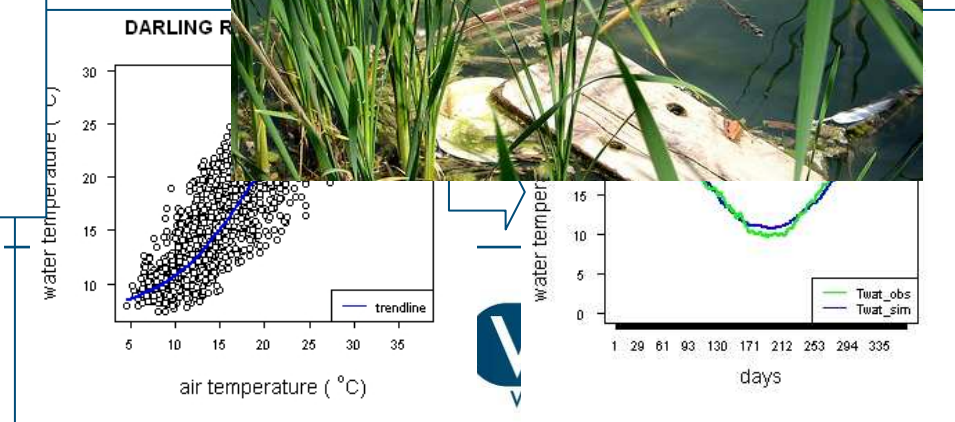 DARLING R
water temperature ( C)
30
25
20
15
10
trendline
5 10 15 20 25 30 35
air temperature ( °C)
water temper
15
10
5
0
Twat_obs
Twat_sim
1 29 61 93 130 171 212 253 294 335
days
V
V